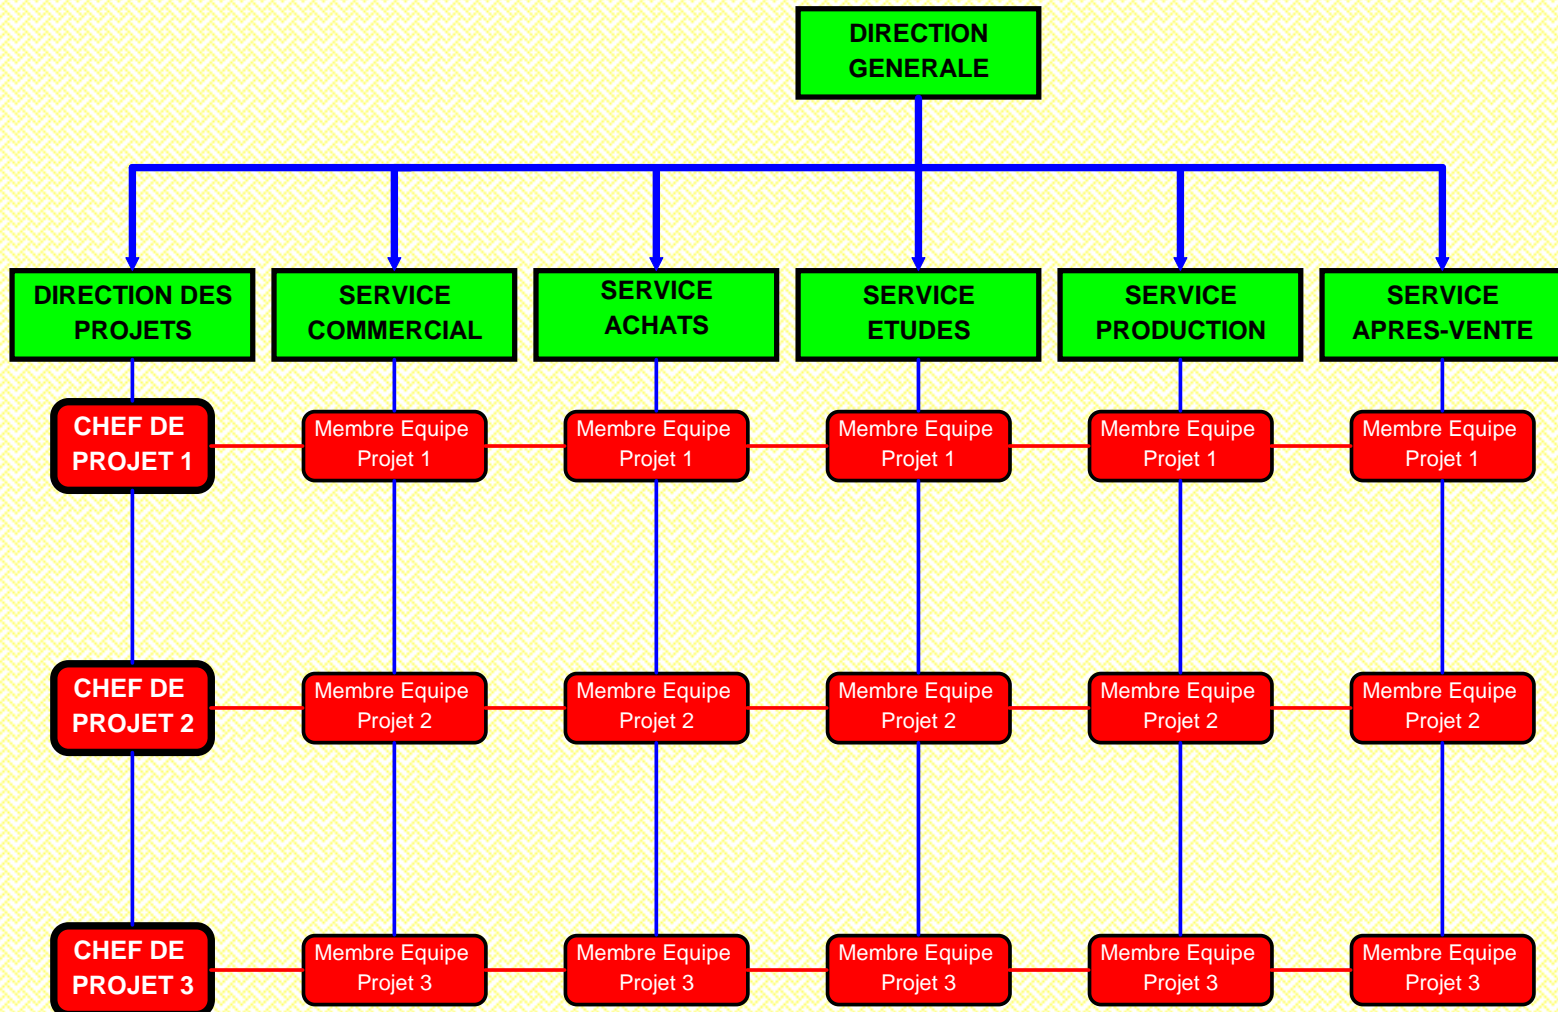 DIRECTION
GENERALE
DIRECTION DES
PROJETS
SERVICE
COMMERCIAL
SERVICE
ACHATS
SERVICE
ETUDES
SERVICE
PRODUCTION
SERVICE
APRES-VENTE
CHEF DE
PROJET 1
Membre Equipe
Projet 1
Membre Equipe
Projet 1
Membre Equipe
Projet 1
Membre Equipe
Projet 1
Membre Equipe
Projet 1
CHEF DE
PROJET 2
Membre Equipe
Projet 2
Membre Equipe
Projet 2
Membre Equipe
Projet 2
Membre Equipe
Projet 2
Membre Equipe
Projet 2
CHEF DE
PROJET 3
Membre Equipe
Projet 3
Membre Equipe
Projet 3
Membre Equipe
Projet 3
Membre Equipe
Projet 3
Membre Equipe
Projet 3